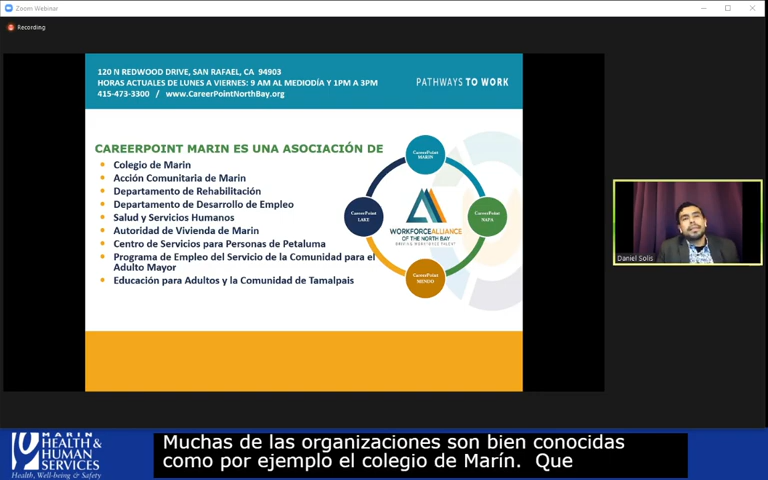 Zoom Webinar
Recording
120 N REDWOOD DRIVE, SAN RAFAEL, CA 94903
HORAS ACTUALES DE LUNES A VIERNES: 9 AM AL MEDIODÍA Y 1PM A 3PM
415-473-3300 / www.CareerPointNorthBay.org
PATHWAYS TO WORK
CAREERPOINT MARIN ES UNA ASOCIACIÓN DE
Colegio de Marin
Acción Comunitaria de Marin
Departamento de Rehabilitación
Departamento de Desarrollo de Empleo
Salud y Servicios Humanos
Autoridad de Vivienda de Marin
Centro de Servicios para Personas de Petaluma
Programa de Empleo del Servicio de la Comunidad para el
Adulto Mayor
Educación para Adultos y la Comunidad de Tamalpais
CareerPoint
MARIN
CareerPoint
LAKE
CareerPoint
NAPA
CareerPoint
MENDO
WORKFORCEALLIANCE
OF THE NORTH BAY
Daniel Solis
MARIN
HEALTH &
HUMAN
SERVICES
Health, Well-being & Safety
Muchas de las organizaciones son bien conocidas
como por ejemplo el colegio de Marín. Que